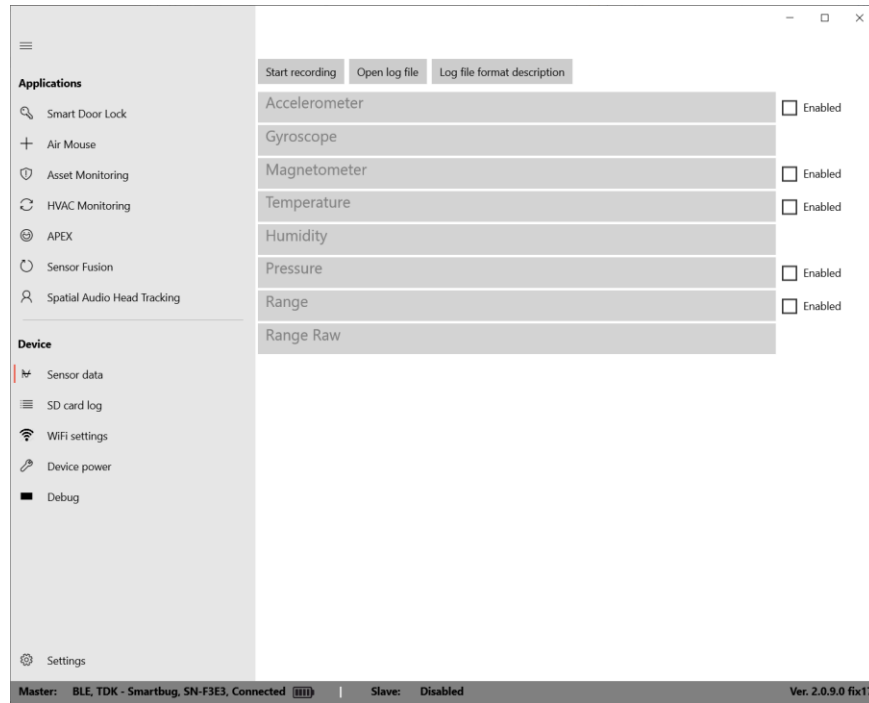 Applications
Smart Door Lock
Air Mouse
Asset Monitoring
HVAC Monitoring
APEX
Sensor Fusion
Spatial Audio Head Tracking
Device
Sensor data
SD card log
WiFi settings
Device power
Debug
Settings
Start recording Open log file Log file format description
Accelerometer Enabled
Gyroscope
Magnetometer Enabled
Temperature Enabled
Humidity
Pressure Enabled
Range Enabled
Range Raw
Master: BLE, TDK - Smartbug, SN-F3E3, Connected | Slave: Disabled Ver. 2.0.9.0